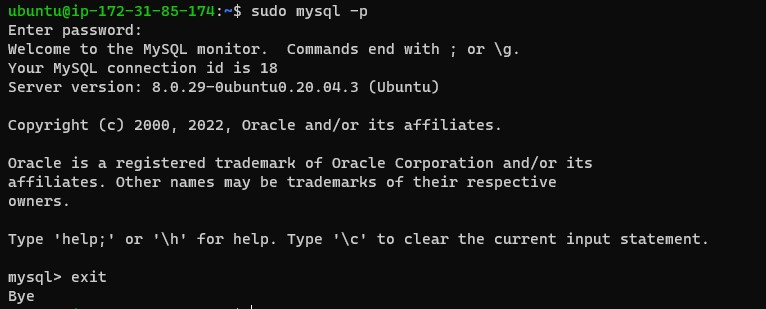 ubuntu@ip-172-31-85-174:~$ sudo mysql -p
Enter password:
Welcome to the MySQL monitor.  Commands end with ; or \g.
Your MySQL connection id is 18
Server version: 8.0.29-0ubuntu0.20.04.3 (Ubuntu)

Copyright (c) 2000, 2022, Oracle and/or its affiliates.

Oracle is a registered trademark of Oracle Corporation and/or its
affiliates. Other names may be trademarks of their respective
owners.

Type 'help;' or '\h' for help. Type '\c' to clear the current input statement.

mysql> exit
Bye